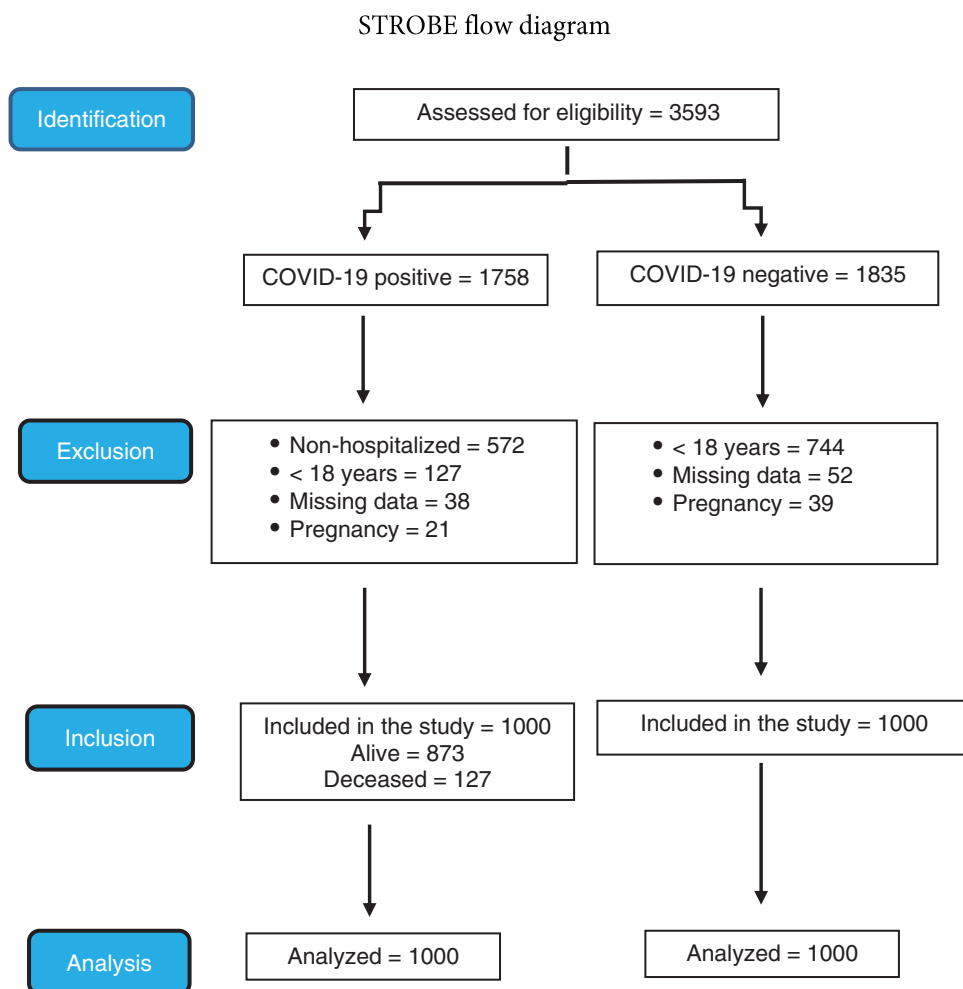 STROBE flow diagram
Identification
Assessed for eligibility = 3593
COVID-19 positive = 1758
COVID-19 negative = 1835
Exclusion
• Non-hospitalized = 572
• < 18 years = 127
• Missing data = 38
• Pregnancy = 21
• < 18 years = 744
• Missing data = 52
• Pregnancy = 39
Inclusion
Included in the study = 1000
Alive = 873
Deceased = 127
Included in the study = 1000
Analysis
Analyzed = 1000
Analyzed = 1000